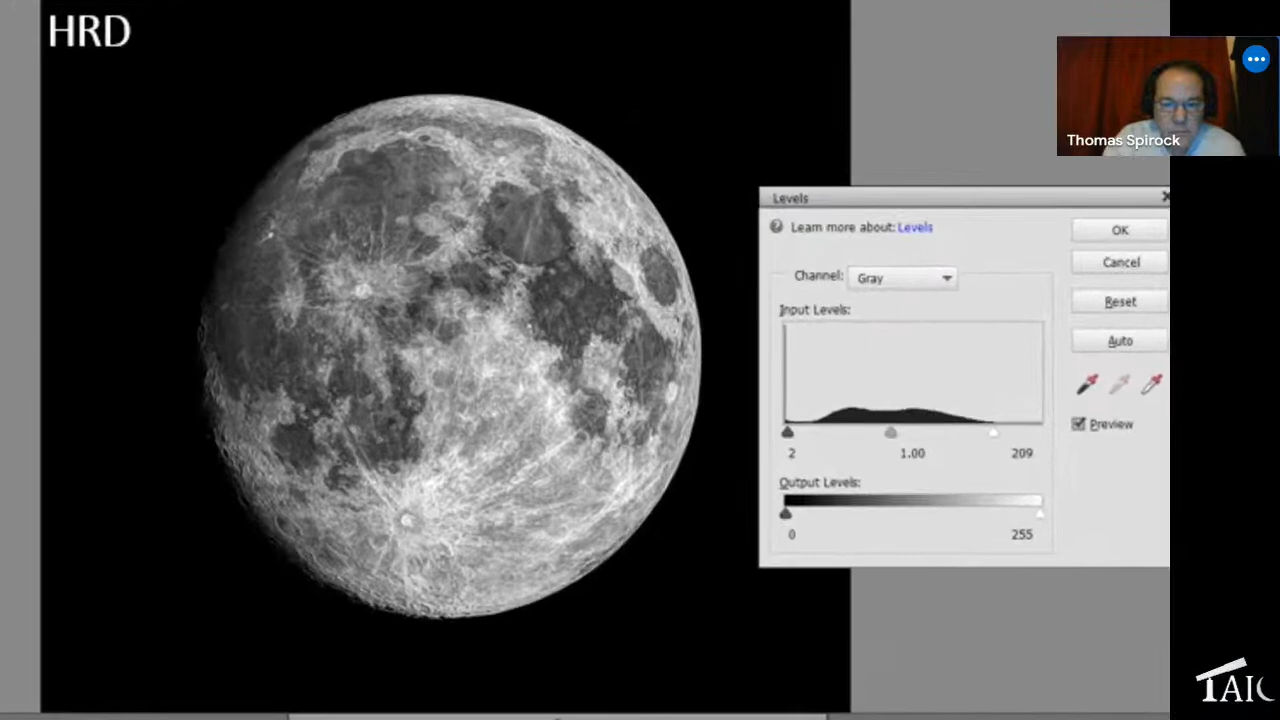 HRD
Thomas Spirock
Levels
Learn more about: Levels
OK
Channel: Gray
Cancel
Input Levels:
Reset
Auto
Preview
2 1.00 209
Output Levels:
0 255
TAIC